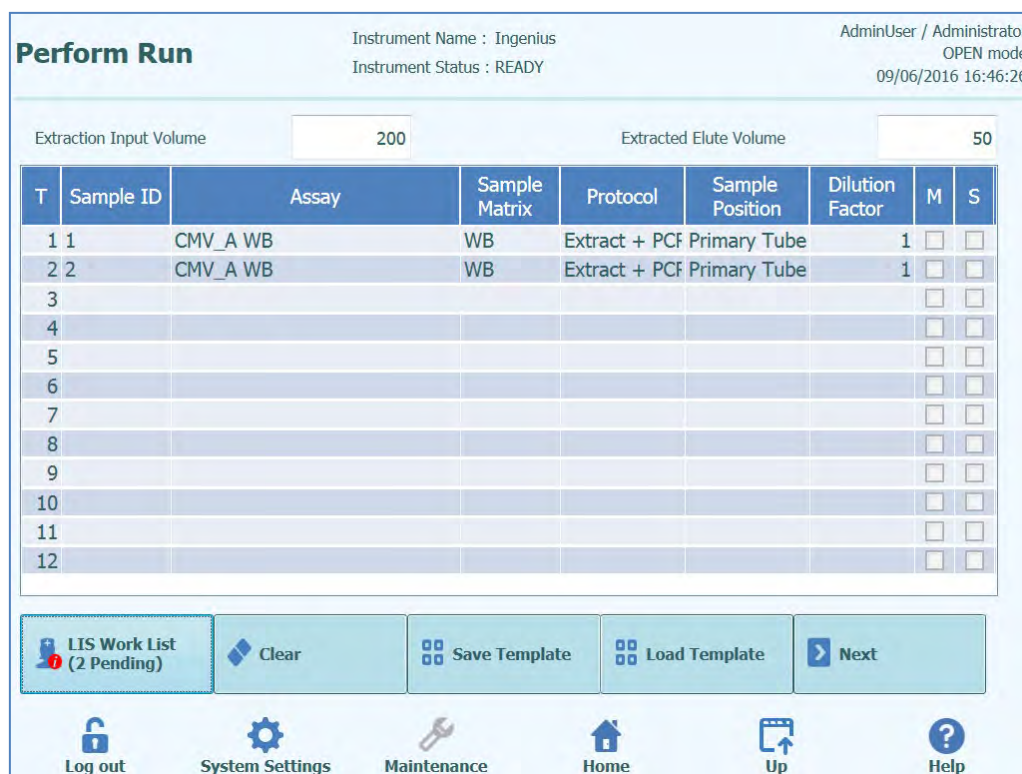 Perform Run
Instrument Name : Ingenius
Instrument Status : READY
AdminUser / Administrato
OPEN mode
09/06/2016 16:46:26
Extraction Input Volume 200
Extracted Elute Volume 50
T Sample ID Assay Sample Matrix Protocol Sample Position Dilution Factor M S
1 1 CMV_A WB WB Extract + PCF Primary Tube 1
2 2 CMV_A WB WB Extract + PCF Primary Tube 1
3
4
5
6
7
8
9
10
11
12
LIS Work List
(2 Pending)
Clear
Save Template
Load Template
Next
Log out
System Settings
Maintenance
Home
Up
Help